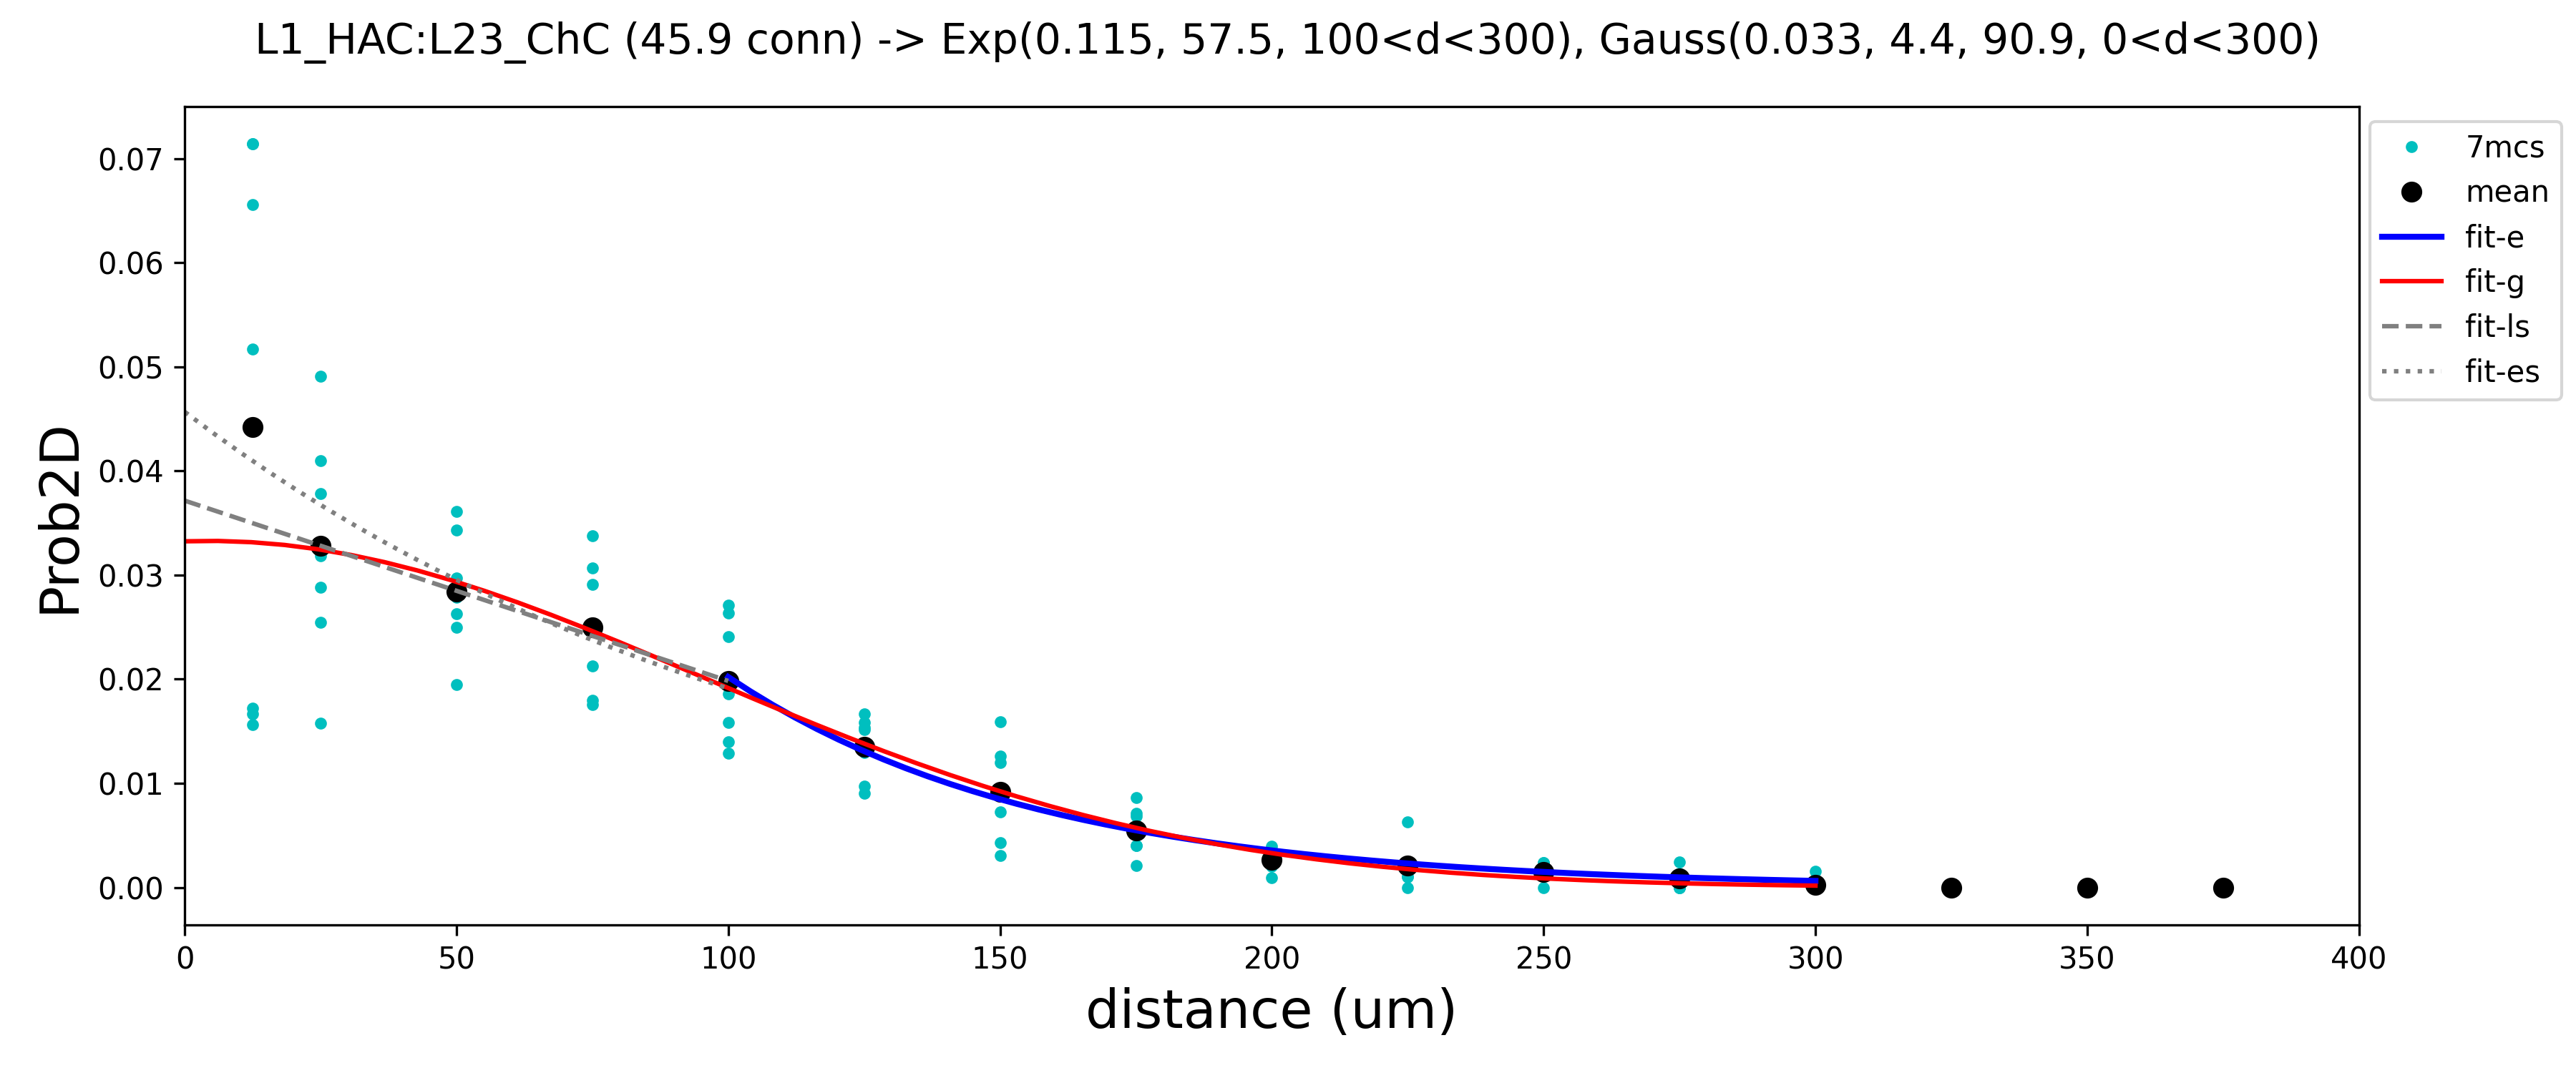 L1_HAC:L23_ChC (45.9 conn) -> Exp(0.115, 57.5, 100<d<300), Gauss(0.033, 4.4, 90.9, 0<d<300)
0.07
0.06
0.05
0.04
0.03
0.02
0.01
0.00
Prob2D
0 50 100 150 200 250 300 350 400
distance (um)
7mcs
mean
fit-e
fit-g
fit-ls
fit-es